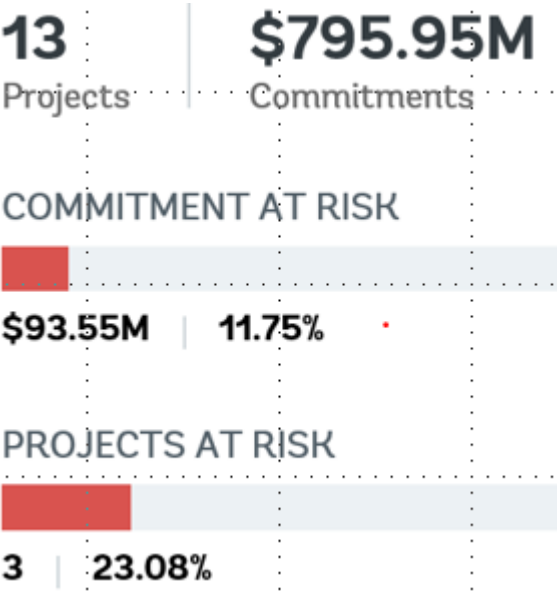 13 $795.95M
Projects Commitments
COMMITMENT AT RISK
$93.55M 11.75%
PROJECTS AT RISK
3 23.08%